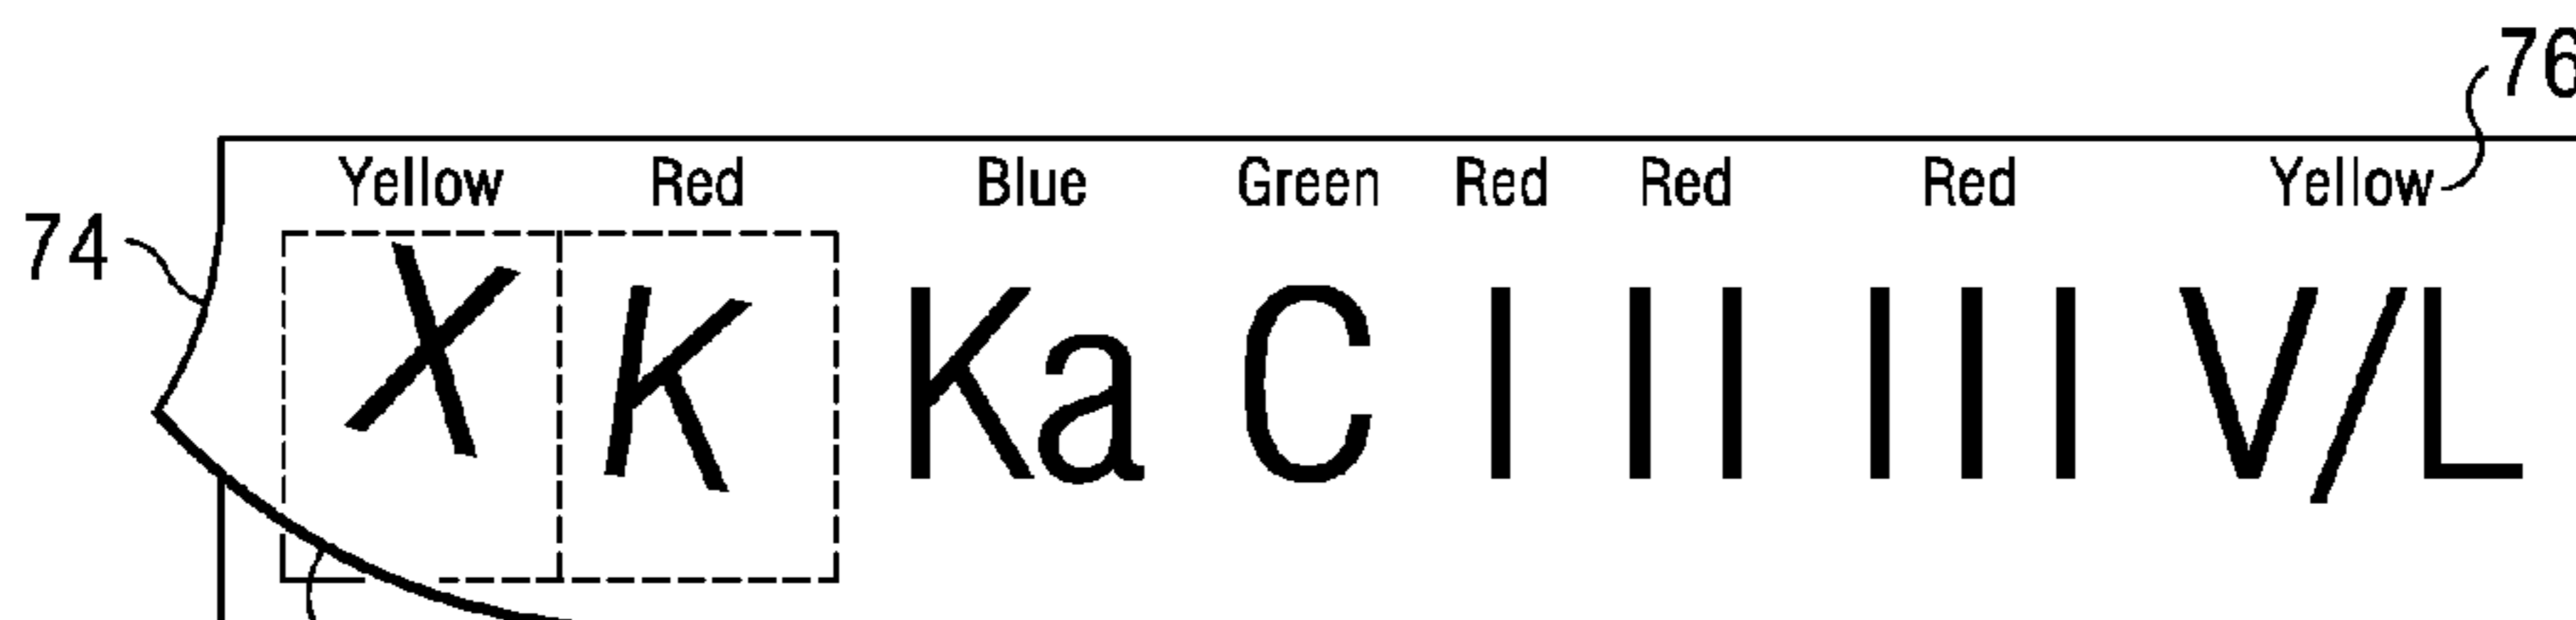 76
Yellow Red Blue Green Red Red Red Yellow
74
X K Ka C I II III V/L